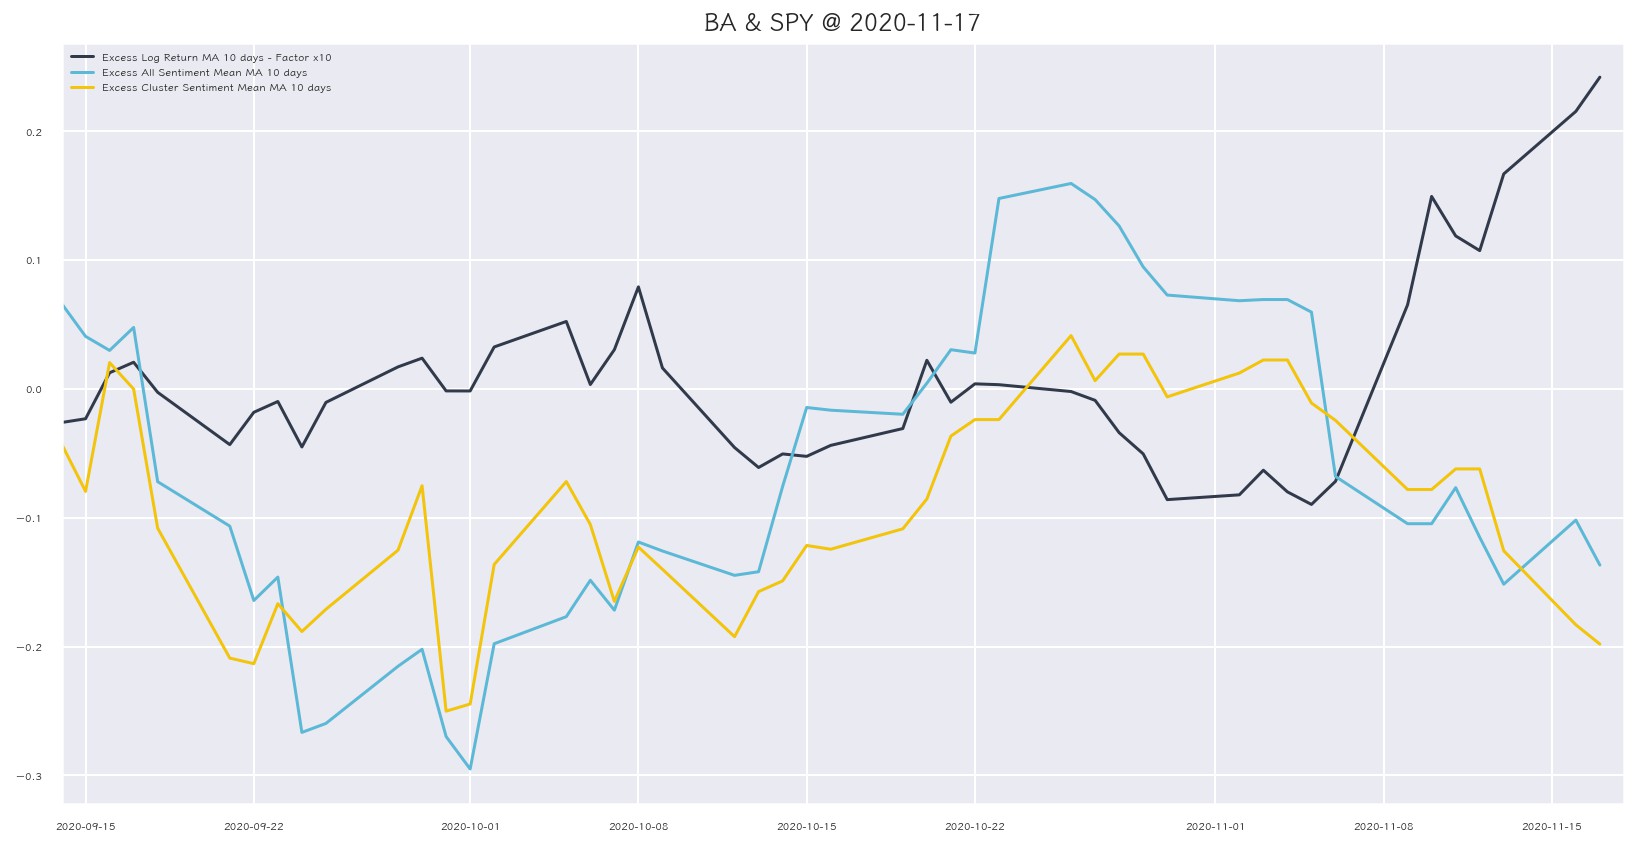 BA & SPY @ 2020-11-17
Excess Log Return MA 10 days - Factor x10
Excess All Sentiment Mean MA 10 days
Excess Cluster Sentiment Mean MA 10 days
0.2
0.1
0.0
−0.1
−0.2
−0.3
2020-09-15 2020-09-22 2020-10-01 2020-10-08 2020-10-15 2020-10-22 2020-11-01 2020-11-08 2020-11-15